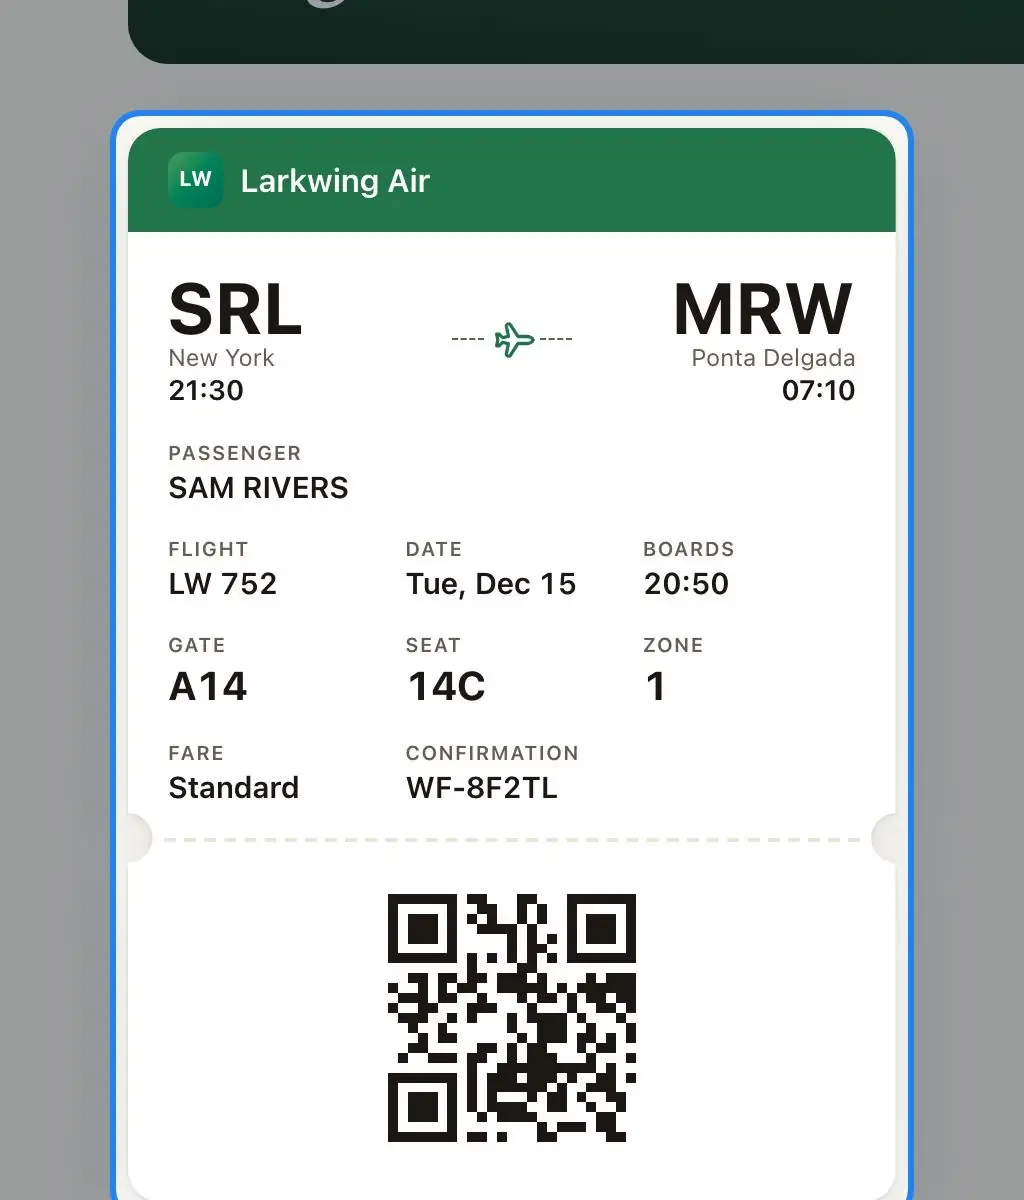 LW Larkwing Air
SRL MRW
New York Ponta Delgada
21:30 07:10
PASSENGER
SAM RIVERS
FLIGHT DATE BOARDS
LW 752 Tue, Dec 15 20:50
GATE SEAT ZONE
A14 14C 1
FARE CONFIRMATION
Standard WF-8F2TL